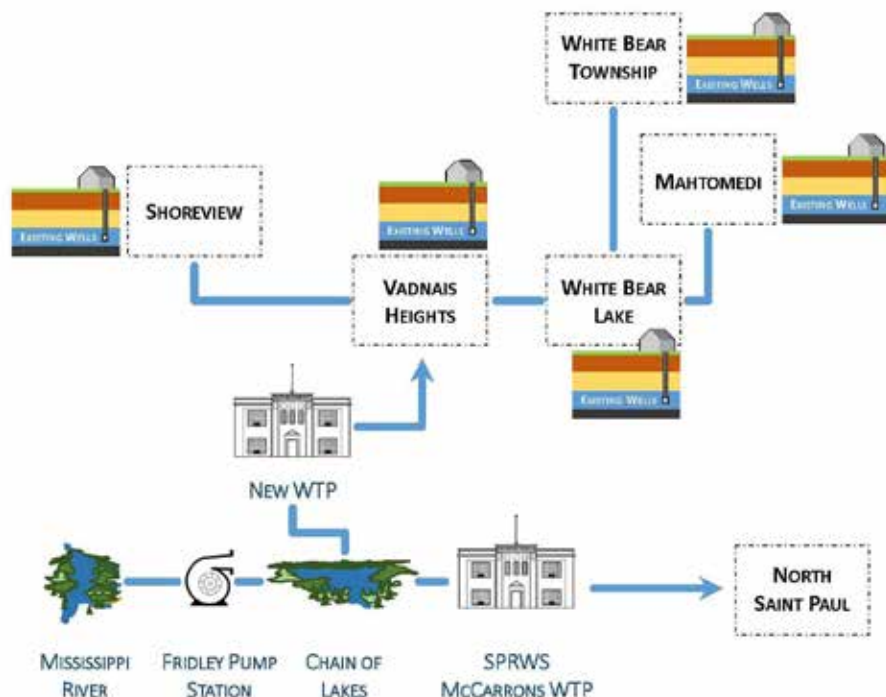 WHITE BEAR
TOWNSHIP
EXISTING WELLS
MAHTOMEDI
EXISTING WELLS
EXISTING WELLS
SHOREVIEW
EXISTING WELLS
VADNAIS
HEIGHTS
WHITE BEAR
LAKE
EXISTING WELLS
NEW WTP
NORTH
SAINT PAUL
MISSISSIPPI
RIVER
FRIDLEY PUMP
STATION
CHAIN OF
LAKES
SPRWS
MCCARRONS WTP